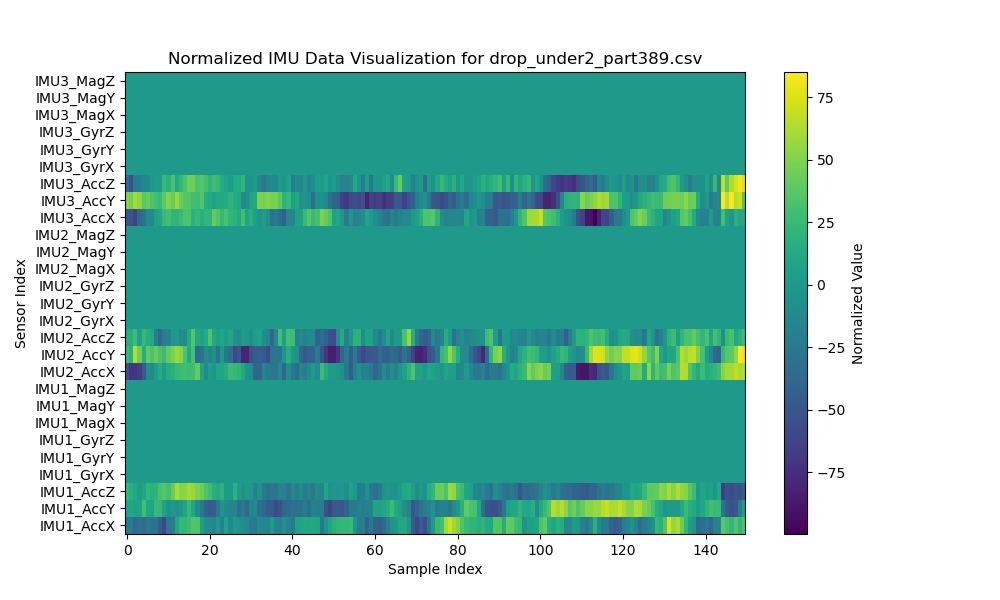 Normalized IMU Data Visualization for drop_under2_part389.csv
IMU3_MagZ
IMU3_MagY
IMU3_MagX
IMU3_GyrZ
IMU3_GyrY
IMU3_GyrX
IMU3_AccZ
IMU3_AccY
IMU3_AccX
IMU2_MagZ
IMU2_MagY
IMU2_MagX
IMU2_GyrZ
IMU2_GyrY
IMU2_GyrX
IMU2_AccZ
IMU2_AccY
IMU2_AccX
IMU1_MagZ
IMU1_MagY
IMU1_MagX
IMU1_GyrZ
IMU1_GyrY
IMU1_GyrX
IMU1_AccZ
IMU1_AccY
IMU1_AccX
Sensor Index
0 20 40 60 80 100 120 140
Sample Index
75
50
25
0
−25
−50
−75
Normalized Value